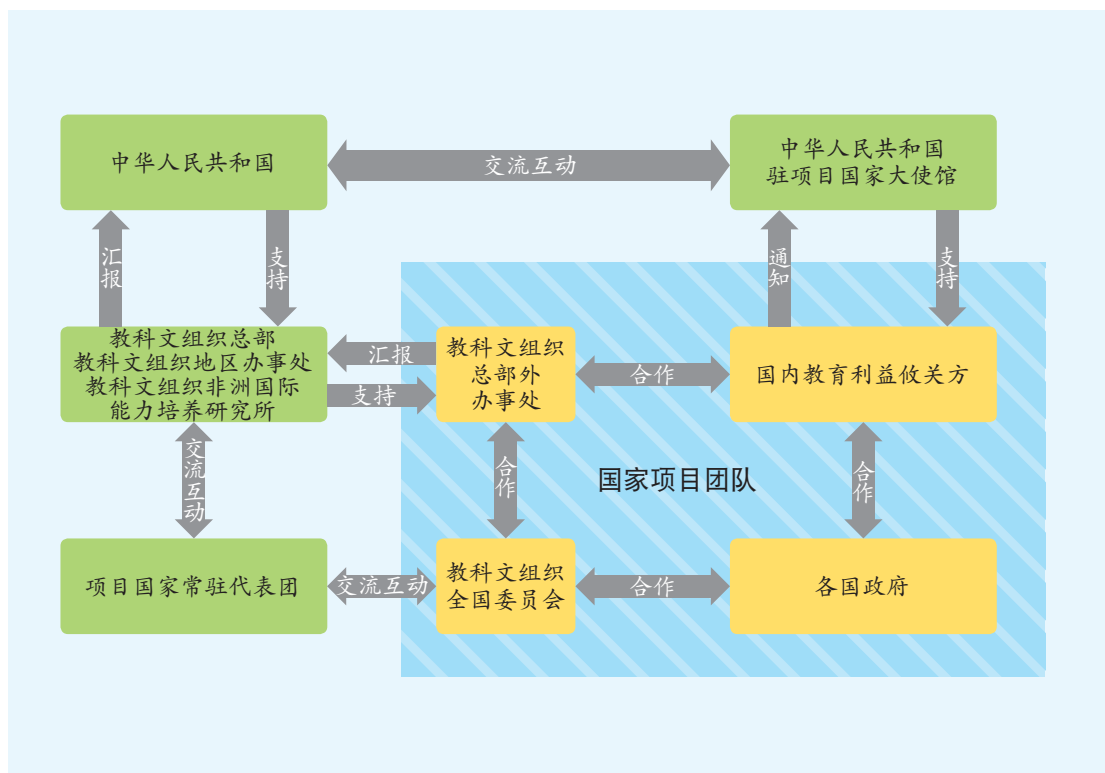 中华人民共和国
交流互动
中华人民共和国
驻项目国家大使馆
汇报
支持
通知
支持
教科文组织总部
教科文组织地区办事处
教科文组织非洲国际
能力培养研究所
汇报
支持
教科文组织
总部外
办事处
合作
国内教育利益攸关方
交流互动
合作
国家项目团队
合作
项目国家常驻代表团
交流互动
教科文组织
全国委员会
合作
各国政府